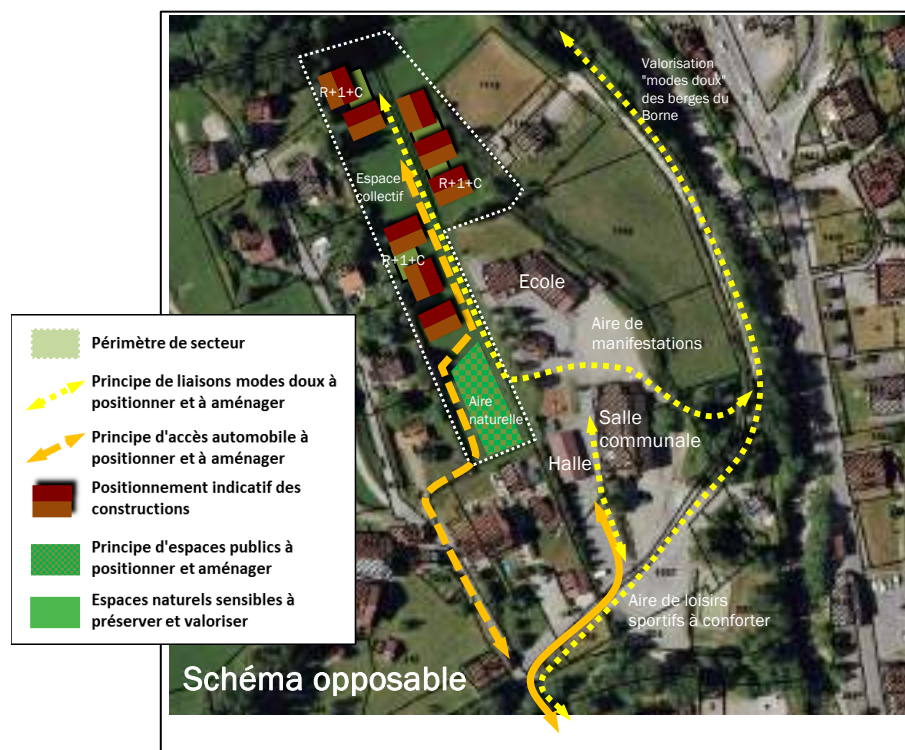 Valorisation
"modes doux"
des berges du
Borne
R+1+C
R+1+C
Espace
collectif
R+1+C
Ecole
Aire de
manifestations
Aire
naturelle
Salle
communale
Halle
Aire de loisirs
sportifs à conforter
Schéma opposable
Périmètre de secteur
Principe de liaisons modes doux à
positionner et à aménager
Principe d'accès automobile à
positionner et à aménager
Positionnement indicatif des
constructions
Principe d'espaces publics à
positionner et aménager
Espaces naturels sensibles à
préserver et valoriser